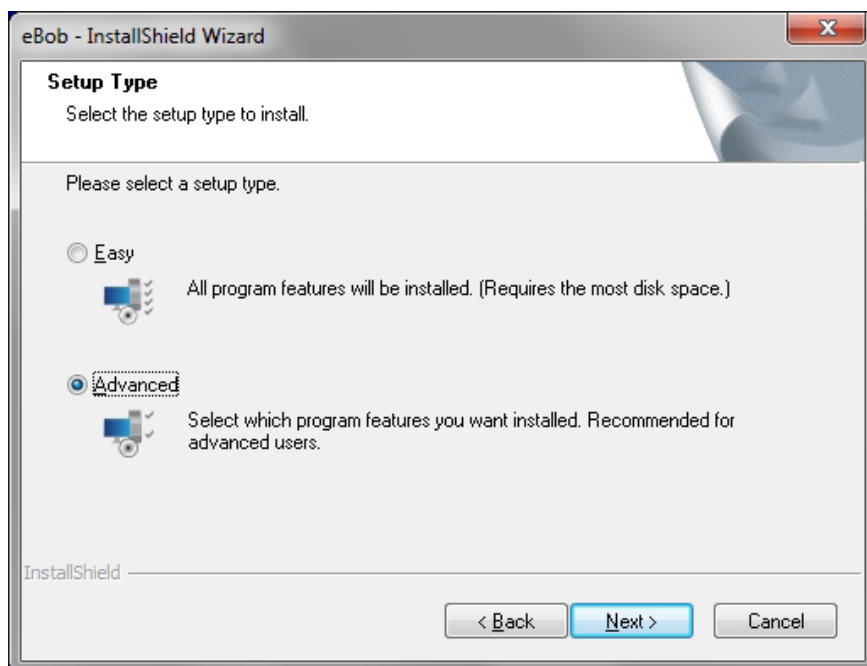 eBob - InstallShield Wizard
Setup Type
Select the setup type to install.
Please select a setup type.
Easy
All program features will be installed. (Requires the most disk space.)
Advanced
Select which program features you want installed. Recommended for
advanced users.
InstallShield
< Back
Next >
Cancel